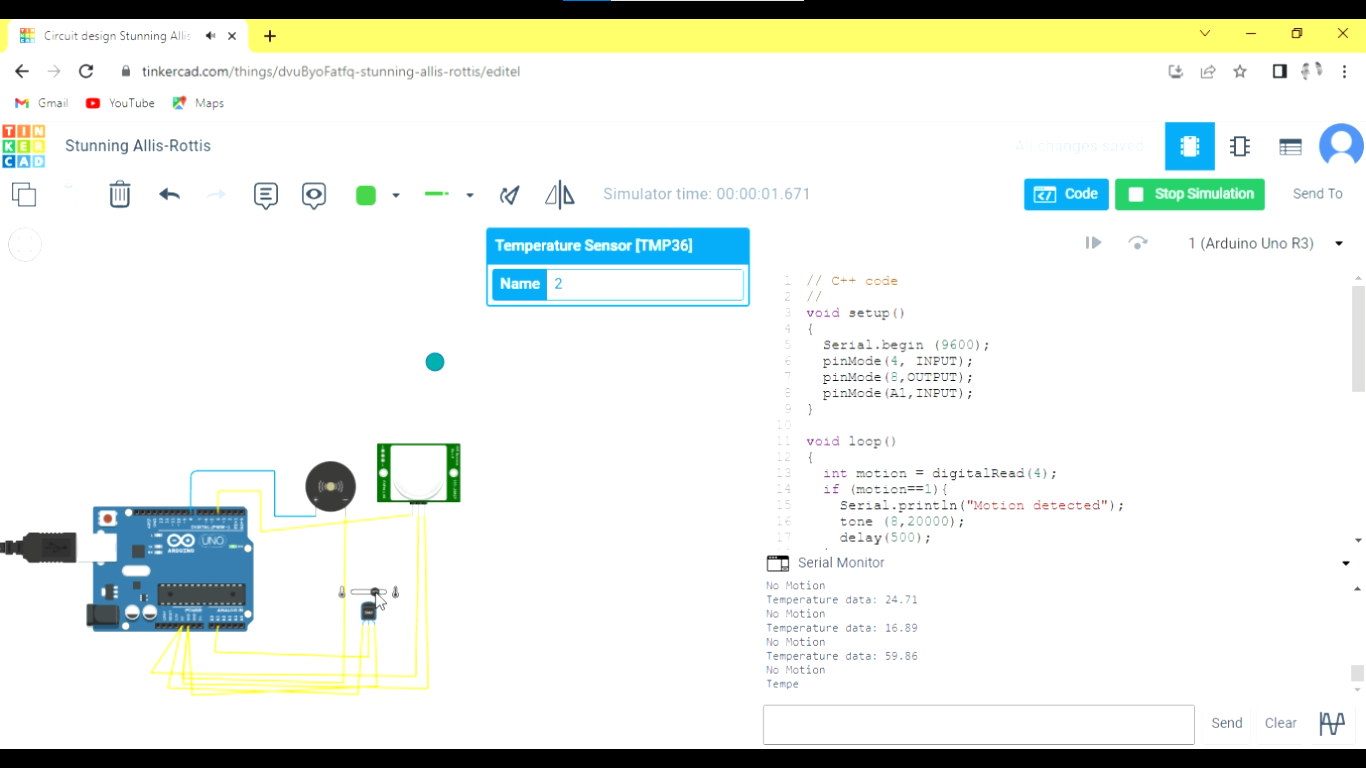 Circuit design Stunning Allis
tinkercad.com/things/dvuByoFatfq-stunning-allis-rottis/editel
Gmail YouTube Maps
TIN
KER
CAD
Stunning Allis-Rottis
All changes saved
Simulator time: 00:00:01.671
Code
Stop Simulation
Send To
Temperature Sensor [TMP36]
Name 2
1 (Arduino Uno R3)
1 // C++ code
2 //
3 void setup()
4 {
5 Serial.begin (9600);
6 pinMode(4, INPUT);
7 pinMode(8,OUTPUT);
8 pinMode(A1,INPUT);
9 }
10
11 void loop()
12 {
13 int motion = digitalRead(4);
14 if (motion==1){
15 Serial.println("Motion detected");
16 tone (8,20000);
17 delay(500);
UNO
ARDUINO
Serial Monitor
No Motion
Temperature data: 24.71
No Motion
Temperature data: 16.89
No Motion
Temperature data: 59.86
No Motion
Tempe
Send
Clear